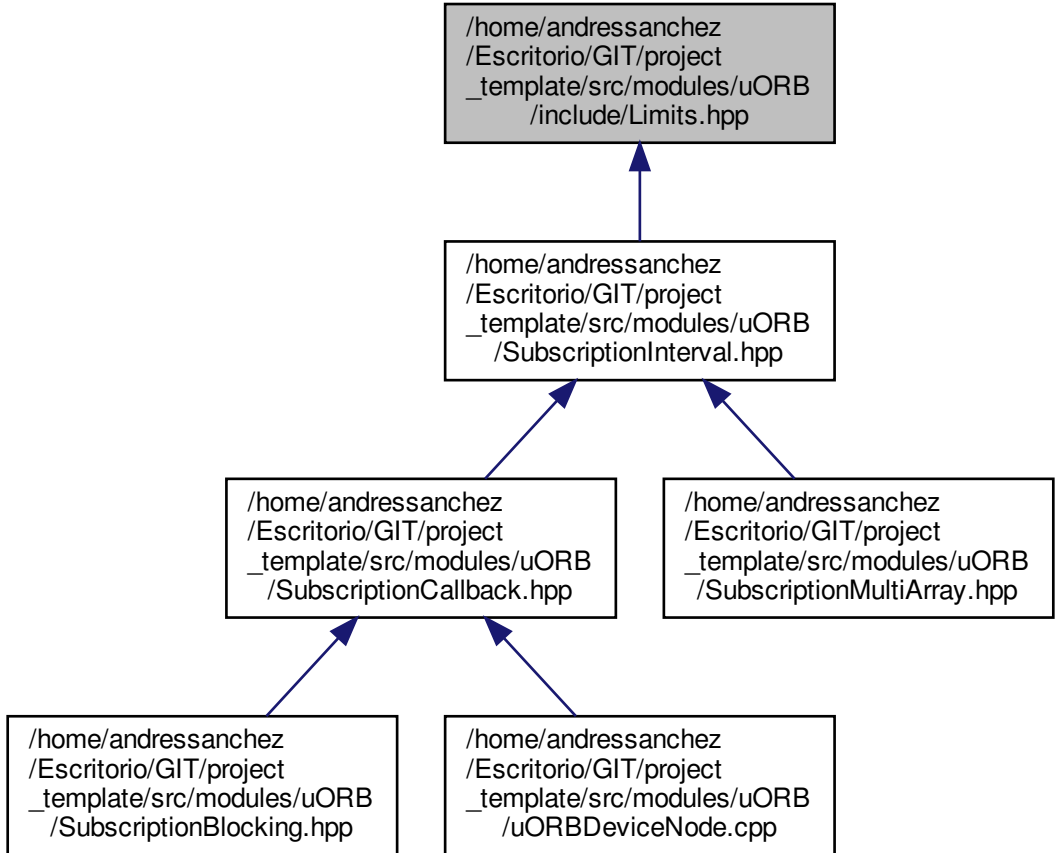 /home/andressanchez
/Escritorio/GIT/project
_template/src/modules/uORB
/include/Limits.hpp
/home/andressanchez
/Escritorio/GIT/project
_template/src/modules/uORB
/SubscriptionInterval.hpp
/home/andressanchez
/Escritorio/GIT/project
_template/src/modules/uORB
/SubscriptionCallback.hpp
/home/andressanchez
/Escritorio/GIT/project
_template/src/modules/uORB
/SubscriptionMultiArray.hpp
/home/andressanchez
/Escritorio/GIT/project
_template/src/modules/uORB
/SubscriptionBlocking.hpp
/home/andressanchez
/Escritorio/GIT/project
_template/src/modules/uORB
/uORBDeviceNode.cpp